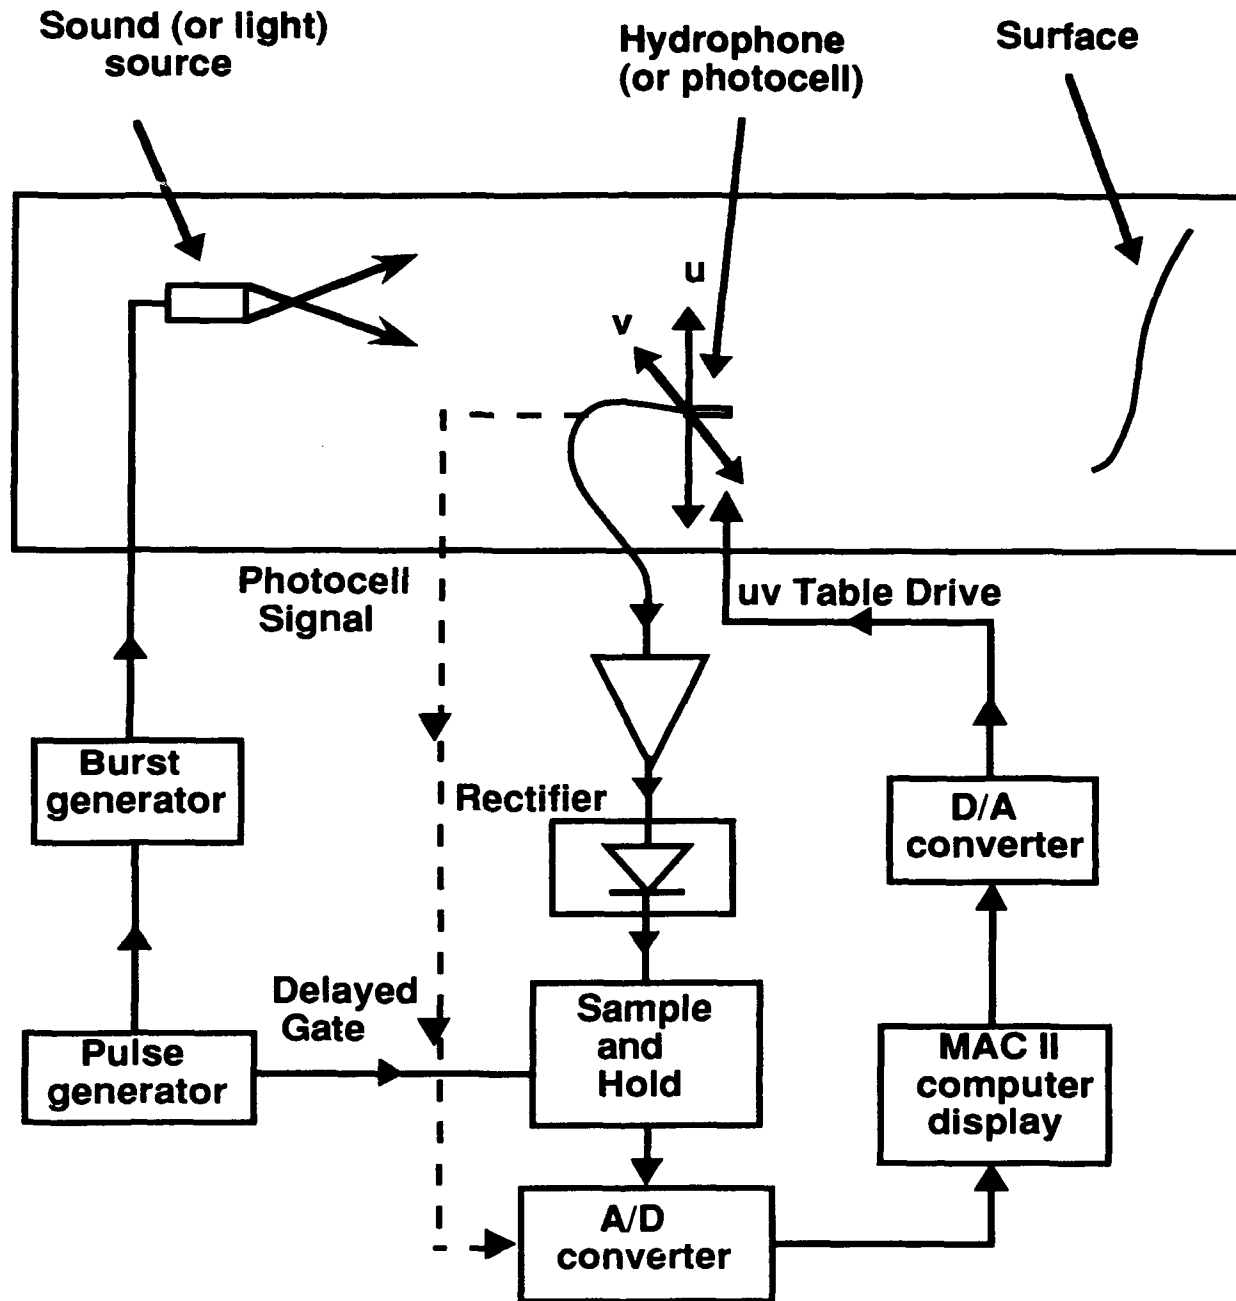 Sound (or light)
source
Hydrophone
(or photocell)
Surface
u
v
Photocell
Signal
uv Table Drive
Burst
generator
Rectifier
D/A
converter
Delayed
Gate
Pulse
generator
Sample
and
Hold
MAC II
computer
display
A/D
converter